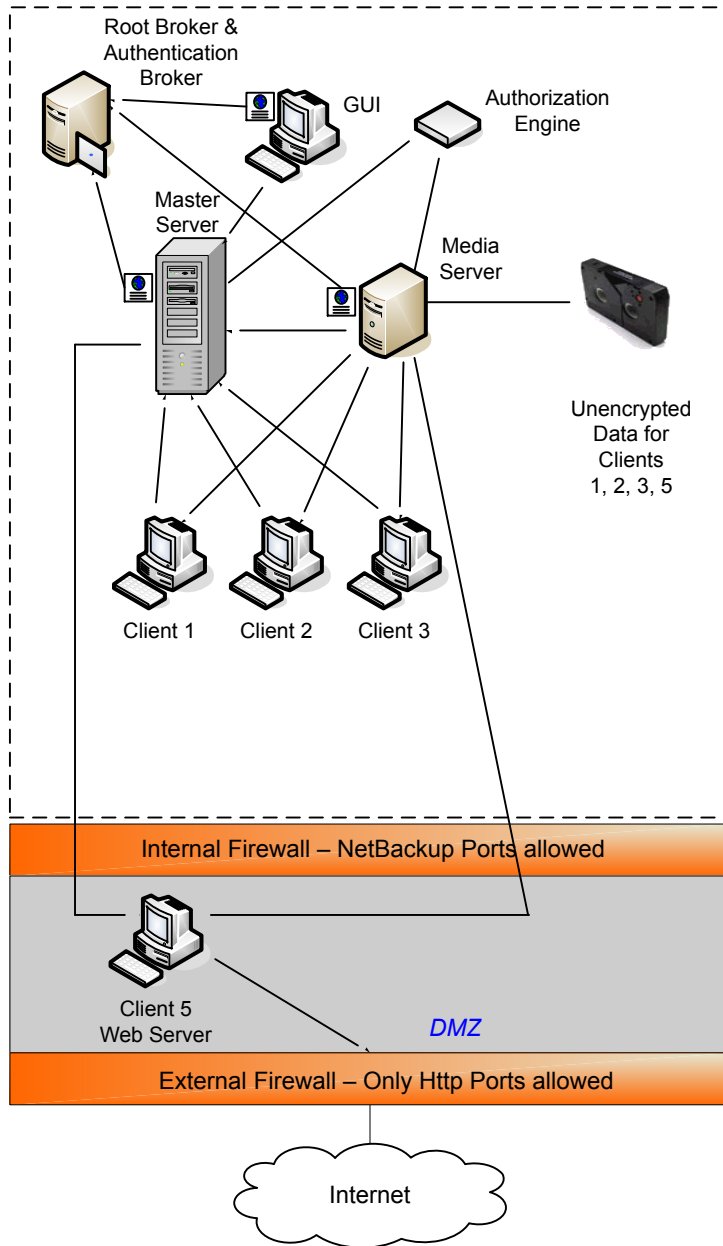 Root Broker &
Authentication
Broker
GUI
Authorization
Engine
Master
Server
Media
Server
Unencrypted
Data for
Clients
1, 2, 3, 5
Client 1
Client 2
Client 3
Internal Firewall – NetBackup Ports allowed
Client 5
Web Server
DMZ
External Firewall – Only Http Ports allowed
Internet